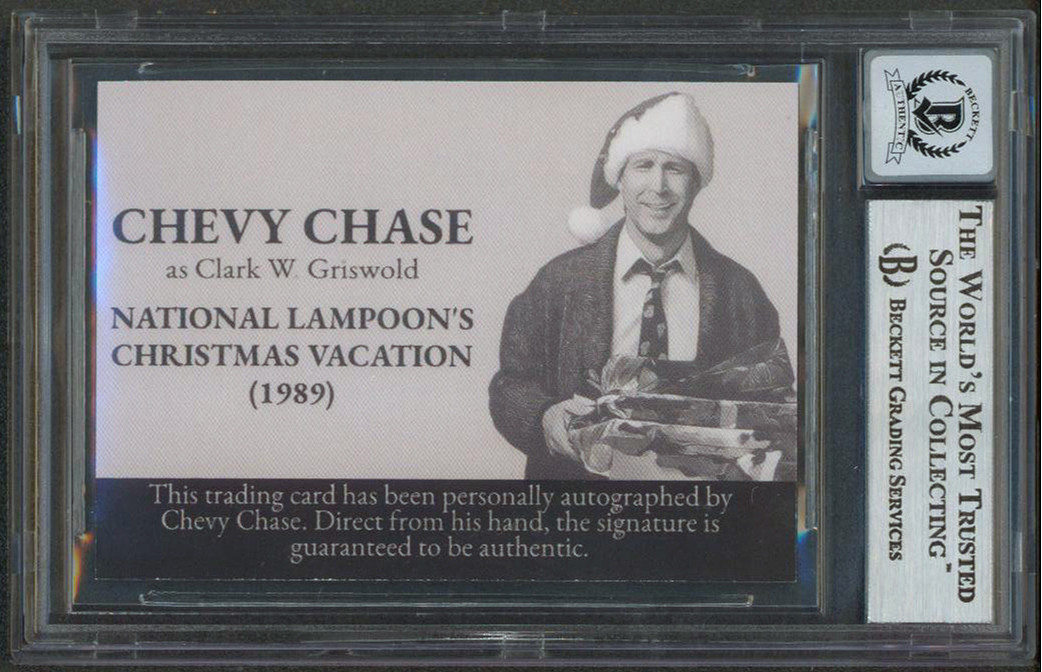 CHEVY CHASE
as Clark W. Griswold
NATIONAL LAMPOON'S
CHRISTMAS VACATION
(1989)
This trading card has been personally autographed by
Chevy Chase. Direct from his hand, the signature is
guaranteed to be authentic.
BECKETT
B
AUTHENTIC
THE WORLD'S MOST TRUSTED
SOURCE IN COLLECTING™
(B) BECKETT GRADING SERVICES